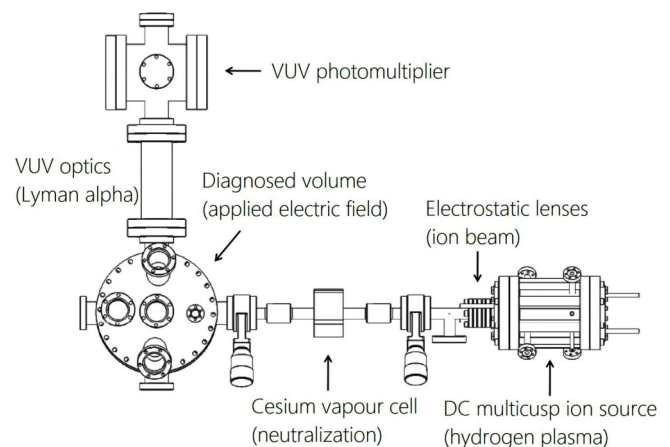 VUV photomultiplier
VUV optics
(Lyman alpha)
Diagnosed volume
(applied electric field)
Electrostatic lenses
(ion beam)
Cesium vapour cell
(neutralization)
DC multicusp ion source
(hydrogen plasma)